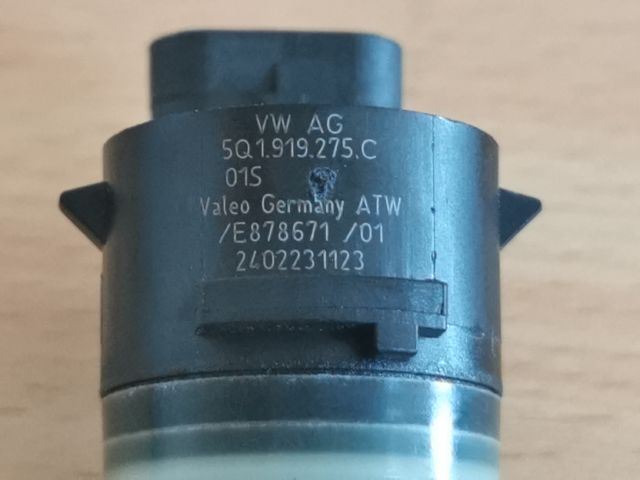 VW AG
5Q1.919.275.C
01S
Valeo Germany ATW
/E878671 /01
2402231123